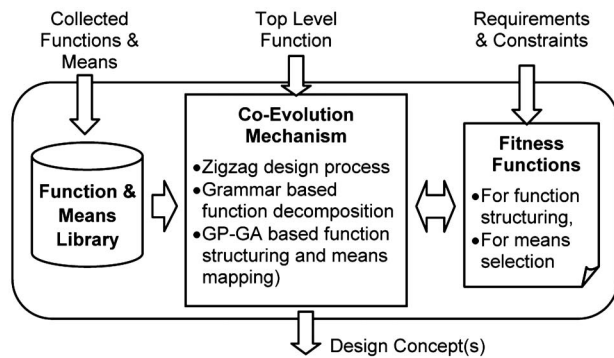 Collected
Functions &
Means
Top Level
Function
Requirements
& Constraints
Function &
Means
Library
Co-Evolution
Mechanism
•Zigzag design process
•Grammar based
function decomposition
•GP-GA based function
structuring and means
mapping)
Fitness
Functions
•For function
structuring,
•For means
selection
Design Concept(s)